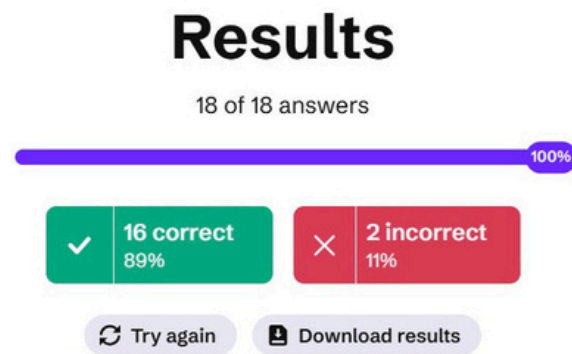 Results
18 of 18 answers
100%
16 correct
89%
2 incorrect
11%
Try again
Download results